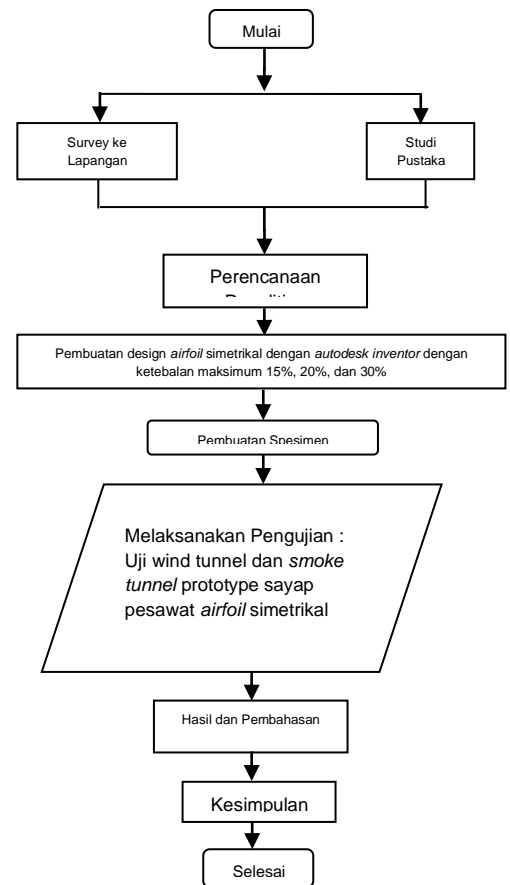 Mulai
Survey ke
Lapangan
Studi
Pustaka
Perencanaan
Pembuatan design airfoil simetrikal dengan autodesk inventor dengan
ketebalan maksimum 15%, 20%, dan 30%
Pembuatan Spesimen
Melaksanakan Pengujian :
Uji wind tunnel dan smoke
tunnel prototype sayap
pesawat airfoil simetrikal
Hasil dan Pembahasan
Kesimpulan
Selesai